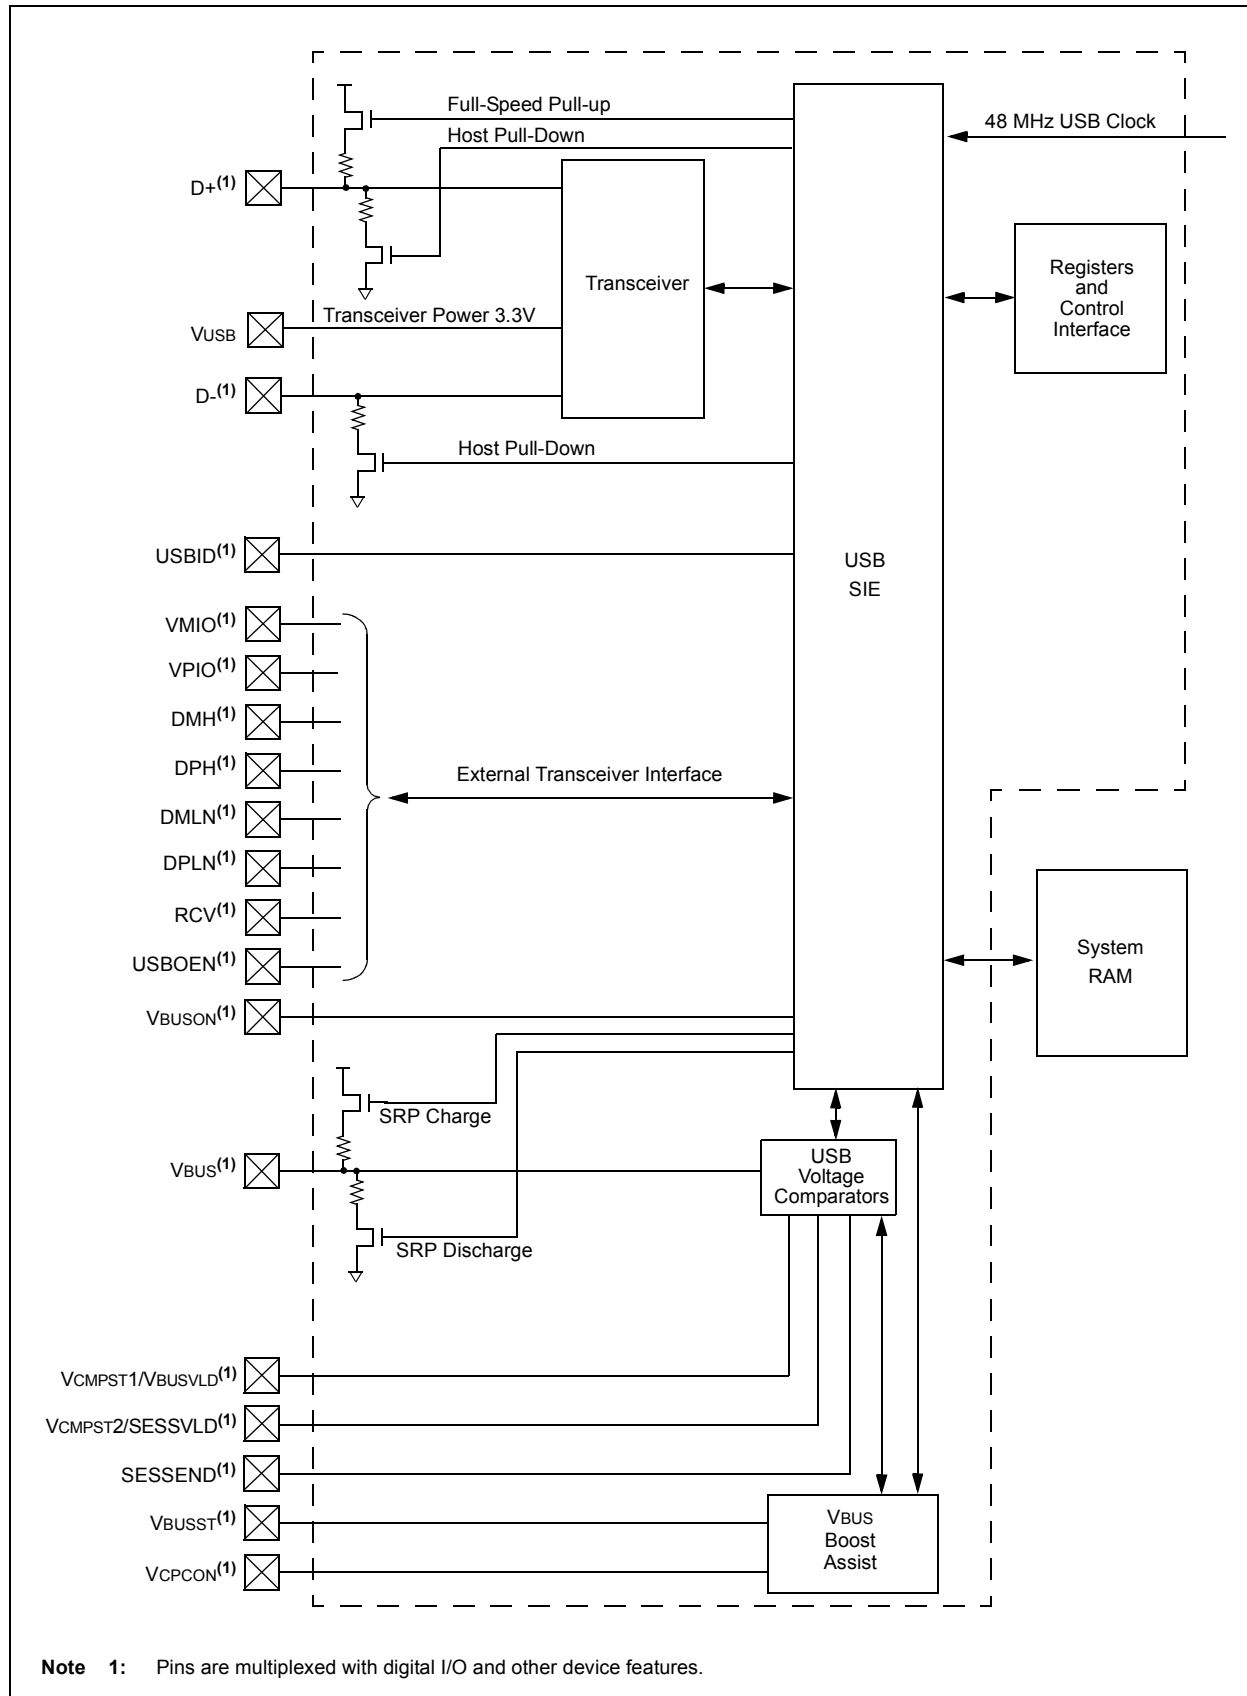 Full-Speed Pull-up
Host Pull-Down
48 MHz USB Clock
D+(1)
Transceiver
Registers
and
Control
Interface
Transceiver Power 3.3V
VUSB
D-(1)
Host Pull-Down
USBID(1)
USB
SIE
VMIO(1)
VPIO(1)
DMH(1)
DPH(1)
External Transceiver Interface
DMLN(1)
DPLN(1)
RCV(1)
USBOEN(1)
System
RAM
VBUSON(1)
SRP Charge
VBUS(1)
USB
Voltage
Comparators
SRP Discharge
VCMPST1/VBUSVLD(1)
VCMPST2/SESSVLD(1)
SESSEND(1)
VBUSST(1)
VBUS
Boost
Assist
VCPCON(1)
Note 1: Pins are multiplexed with digital I/O and other device features.